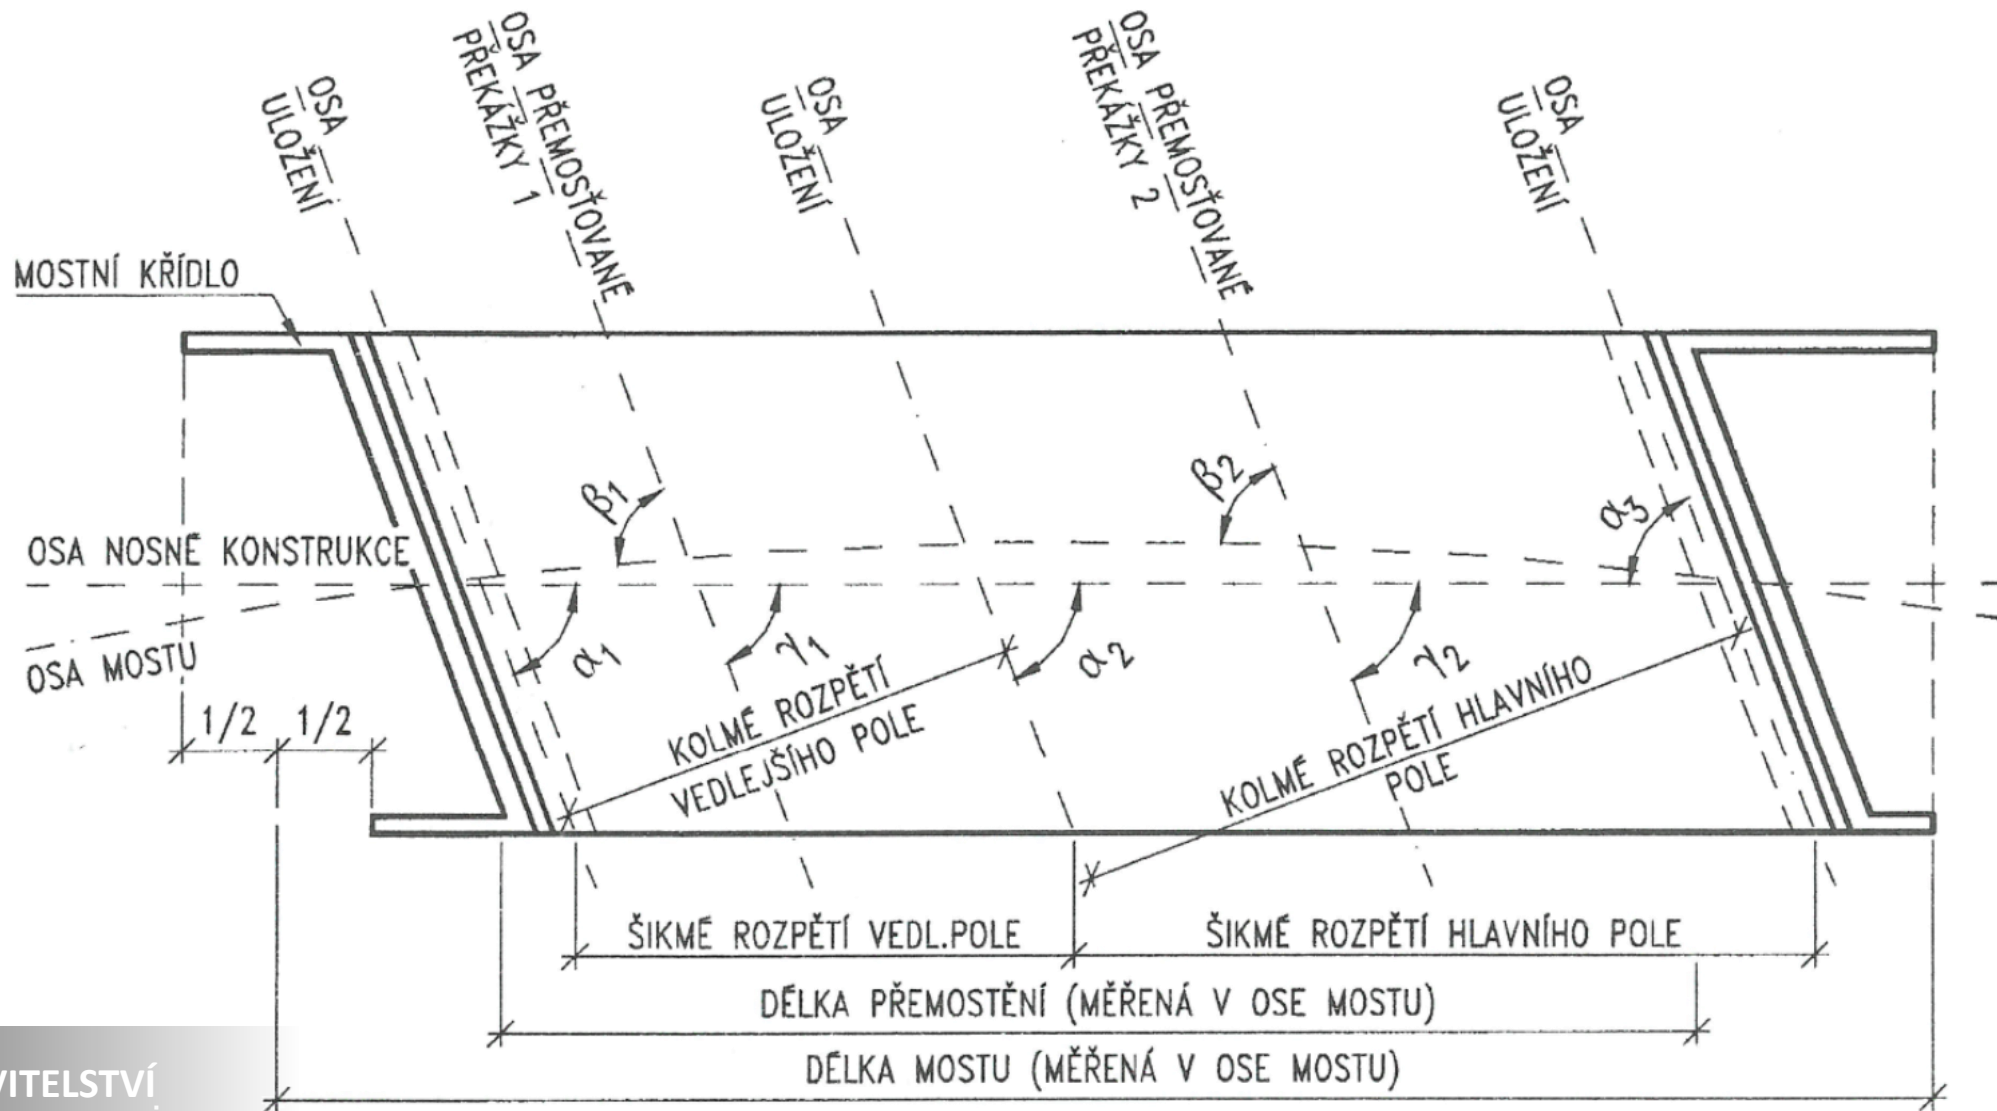 OSA
ULOŽENÍ
OSA PŘEMOSŤOVANÉ
PŘEKÁŽKY 1
OSA
ULOŽENÍ
OSA PŘEMOSŤOVANÉ
PŘEKÁŽKY 2
OSA
ULOŽENÍ
MOSTNÍ KŘÍDLO
β1
β2
α3
OSA NOSNÉ KONSTRUKCE
OSA MOSTU
α1
γ1
α2
γ2
1/2
1/2
KOLMÉ ROZPĚTÍ
VEDLEJŠÍHO POLE
KOLMÉ ROZPĚTÍ HLAVNÍHO
POLE
ŠIKMÉ ROZPĚTÍ VEDL.POLE
ŠIKMÉ ROZPĚTÍ HLAVNÍHO POLE
DÉLKA PŘEMOSTĚNÍ (MĚŘENÁ V OSE MOSTU)
DÉLKA MOSTU (MĚŘENÁ V OSE MOSTU)
VITELSTVÍ